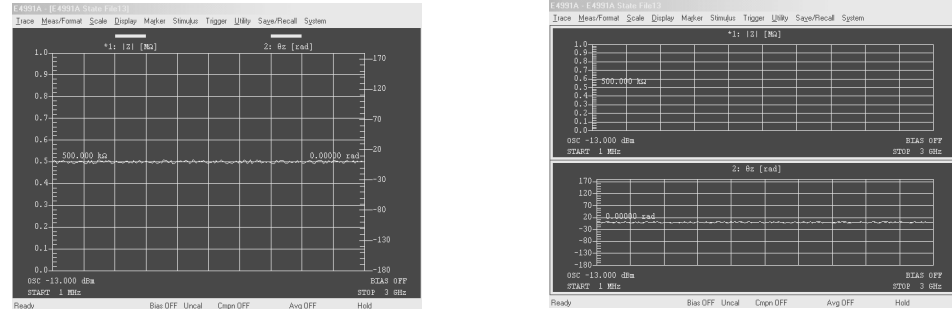 E4991A - [E4991A State File13]
Trace Meas/Format Scale Display Marker Stimulus Trigger Utility Save/Recall System
*1: |Z| [MΩ] 2: θz [rad]
1.0
0.9
0.8
0.7
0.6
0.5
0.4
0.3
0.2
0.1
0.0
500.000 kΩ 0.00000 rad
170
120
70
20
-30
-80
-130
-180
OSC -13.000 dBm BIAS OFF
START 1 MHz STOP 3 GHz
Ready Bias OFF Uncal Cmpn OFF Avg OFF Hold
E4991A - [E4991A State File13]
Trace Meas/Format Scale Display Marker Stimulus Trigger Utility Save/Recall System
*1: |Z| [MΩ]
1.0
0.9
0.8
0.7
0.6
0.5
0.4
0.3
0.2
0.1
0.0
500.000 kΩ
OSC -13.000 dBm BIAS OFF
START 1 MHz STOP 3 GHz
2: θz [rad]
170
120
70
20
-30
-80
-130
-180
0.00000 rad
OSC -13.000 dBm BIAS OFF
START 1 MHz STOP 3 GHz
Ready Bias OFF Uncal Cmpn OFF Avg OFF Hold